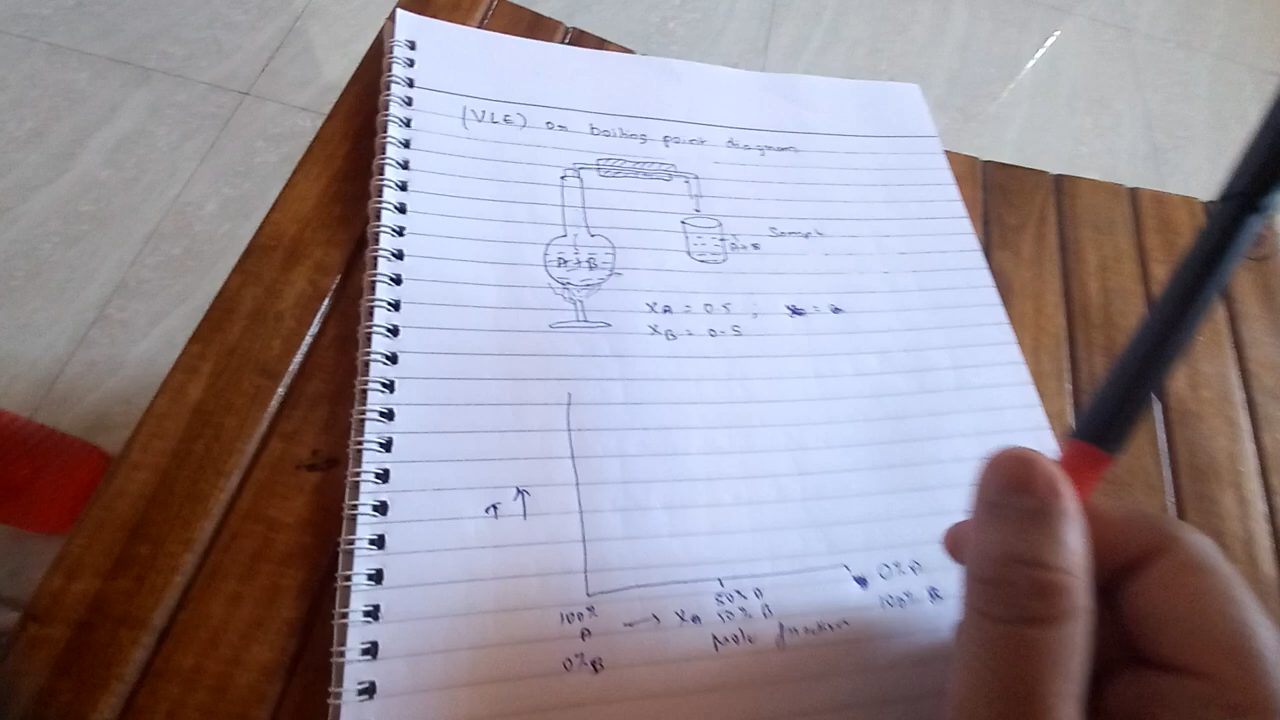 (VLE) on boiling point diagram
Sample
A+B
A+B
XA = 0.5 ;
XB = 0.5
T ↑
100%
A
0%B
→ XA
50% A
50% B
mole fraction
0% A
100% B